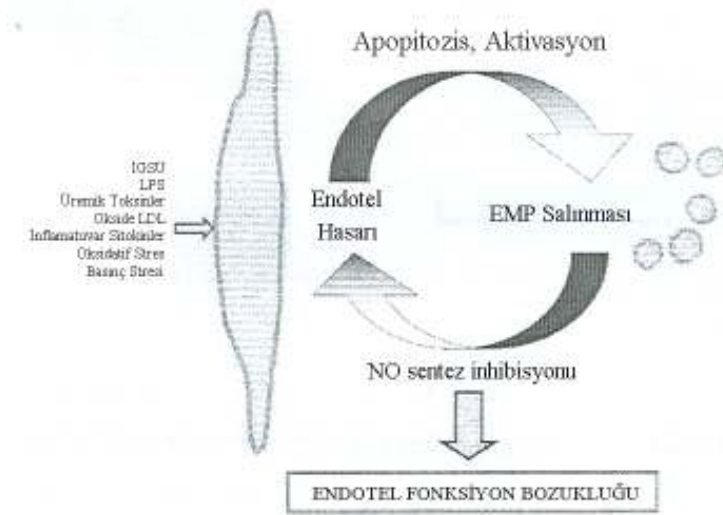 Apopitozis, Aktivasyon
İGSÜ
LPS
Üremik Toksinler
Okside LDL
İnflamatuvar Sitokinler
Oksidatif Stres
Basınç Stresi
Endotel
Hasarı
EMP Salınması
NO sentez inhibisyonu
ENDOTEL FONKSİYON BOZUKLUĞU